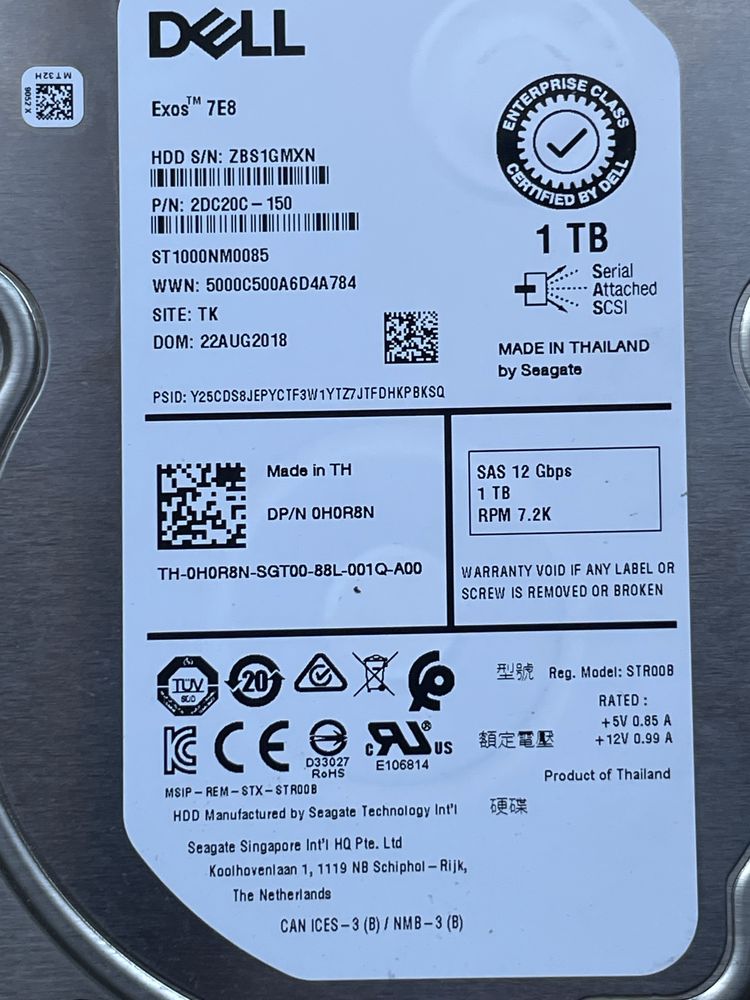 DELL
MT32H
9052 X
Exos™ 7E8
ENTERPRISE CLASS
CERTIFIED BY DELL
HDD S/N: ZBS1GMXN
P/N: 2DC20C-150
1 TB
ST1000NM0085
Serial
Attached
SCSI
WWN: 5000C500A6D4A784
SITE: TK
DOM: 22AUG2018
MADE IN THAILAND
by Seagate
PSID: Y25CDS8JEPYCTF3W1YTZ7JTFDHKPBKSQ
Made in TH
DP/N 0H0R8N
TH-0H0R8N-SGT00-88L-001Q-A00
SAS 12 Gbps
1 TB
RPM 7.2K
WARRANTY VOID IF ANY LABEL OR
SCREW IS REMOVED OR BROKEN
TÜV
SÜD
20
型號 Reg. Model: STR00B
RATED:
+5V 0.85 A
額定電壓 +12V 0.99 A
CE
D33027
RoHS
c RU® US
E106814
MSIP-REM-STX-STR00B
Product of Thailand
HDD Manufactured by Seagate Technology Int'l
硬碟
Seagate Singapore Int'l HQ Pte. Ltd
Koolhovenlaan 1, 1119 NB Schiphol-Rijk,
The Netherlands
CAN ICES-3 (B) / NMB-3 (B)